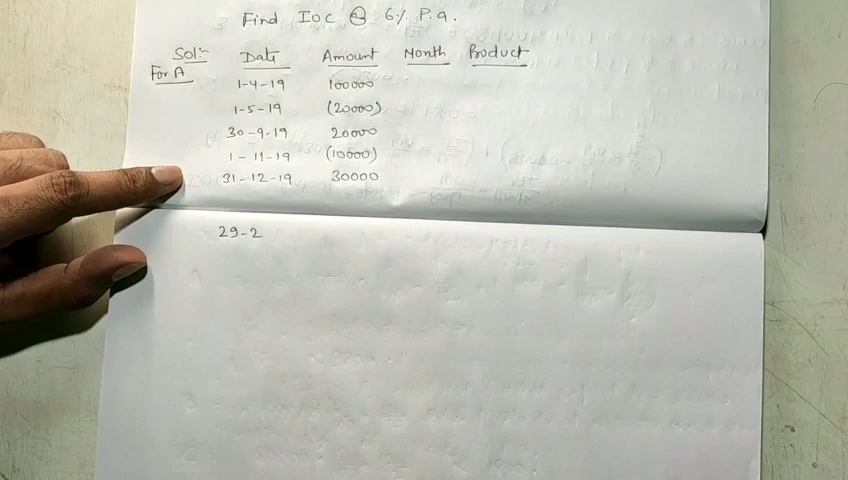 Find IOC @ 6% P.a.
Sol:- Date Amount Month Product
For A
1-4-19 100000
1-5-19 (20000)
30-9-19 20000
1-11-19 (10000)
31-12-19 30000
29-2